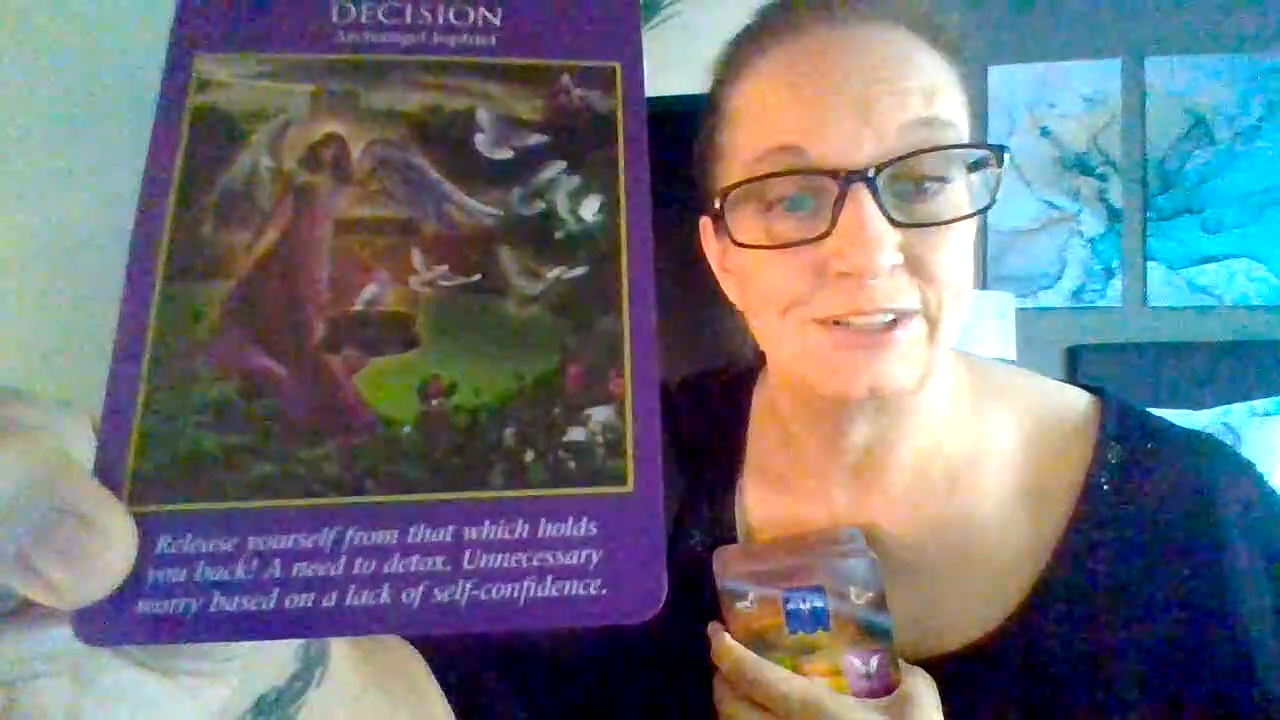 DECISION
Archangel Jophiel
Release yourself from that which holds
you back! A need to detox. Unnecessary
worry based on a lack of self-confidence.